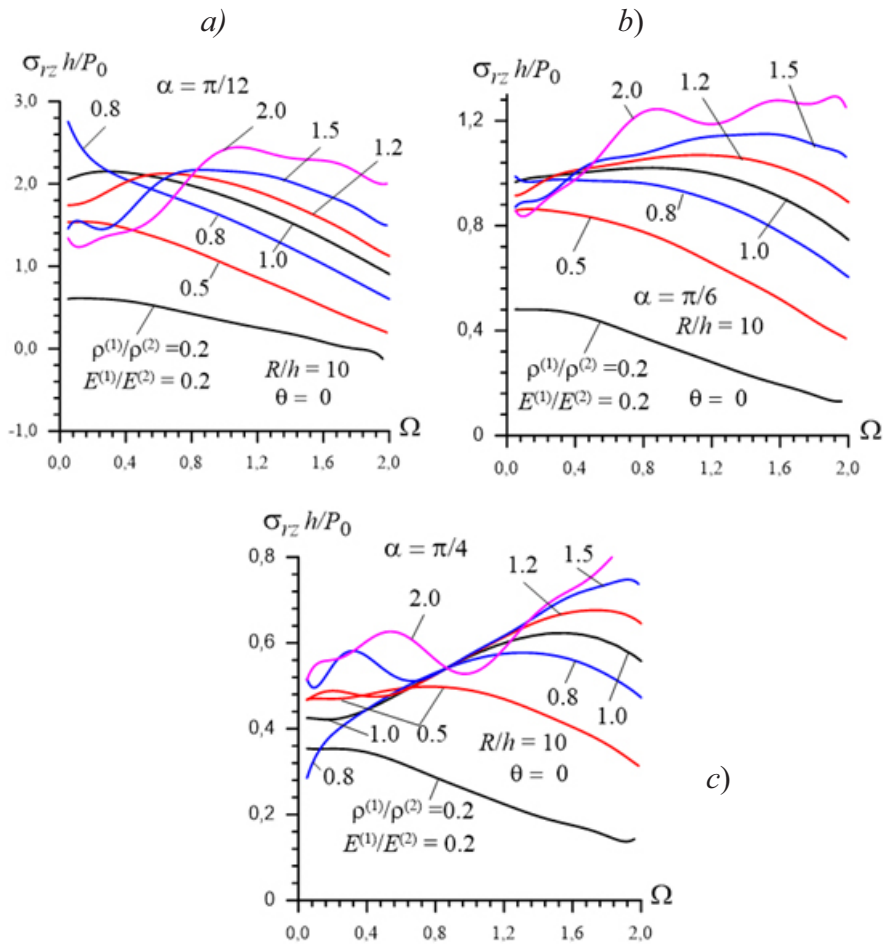 a)
σrz h/P0
α = π/12
3,0
2,0
1,0
0,0
-1,0
0.8
2.0
1.5
1.2
0.8
1.0
0.5
ρ(1)/ρ(2)=0.2
E(1)/E(2)= 0.2
R/h = 10
θ = 0
Ω
0,0 0,4 0,8 1,2 1,6 2,0
b)
σrz h/P0
1,2
0,8
0,4
0
2.0
1.2
1.5
0.8
1.0
0.5
α = π/6
R/h = 10
ρ(1)/ρ(2)=0.2
E(1)/E(2)= 0.2
θ = 0
Ω
0,0 0,4 0,8 1,2 1,6 2,0
σrz h/P0
α = π/4
0,8
0,6
0,4
0,2
0
1.5
1.2
2.0
0.8
1.0
1.0
0.5
0.8
R/h = 10
θ = 0
ρ(1)/ρ(2)=0.2
E(1)/E(2)= 0.2
c)
Ω
0,0 0,4 0,8 1,2 1,6 2,0